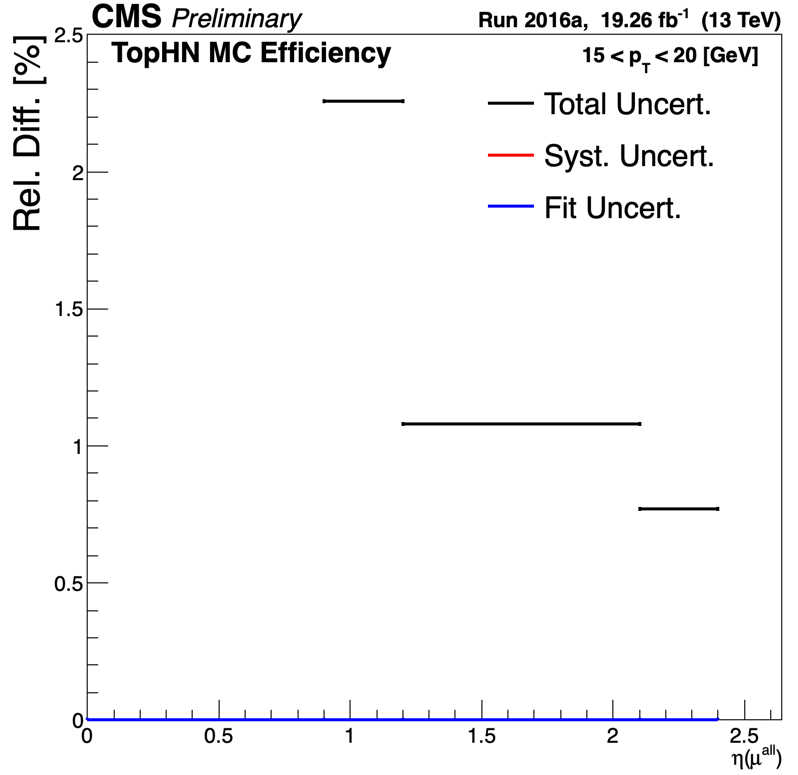 CMS Preliminary Run 2016a, 19.26 fb⁻¹ (13 TeV)
TopHN MC Efficiency 15 < p_T < 20 [GeV]
Total Uncert.
Syst. Uncert.
Fit Uncert.
Rel. Diff. [%]
2.5
2
1.5
1
0.5
0
0 0.5 1 1.5 2 2.5
η(μ^all)